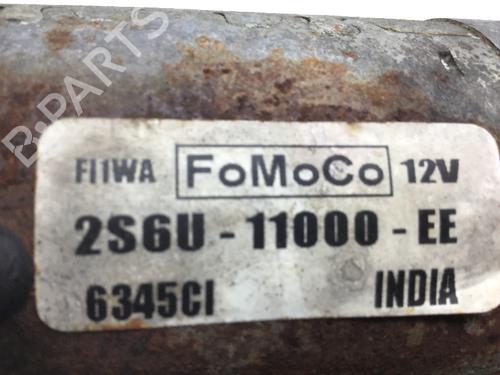 B-PARTS
FI1WA FoMoCo 12V
2S6U - 11000 - EE
6345CI INDIA